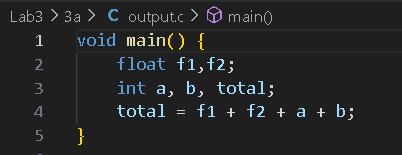 Lab3 > 3a > C output.c > main()
1 void main() {
2 float f1,f2;
3 int a, b, total;
4 total = f1 + f2 + a + b;
5 }